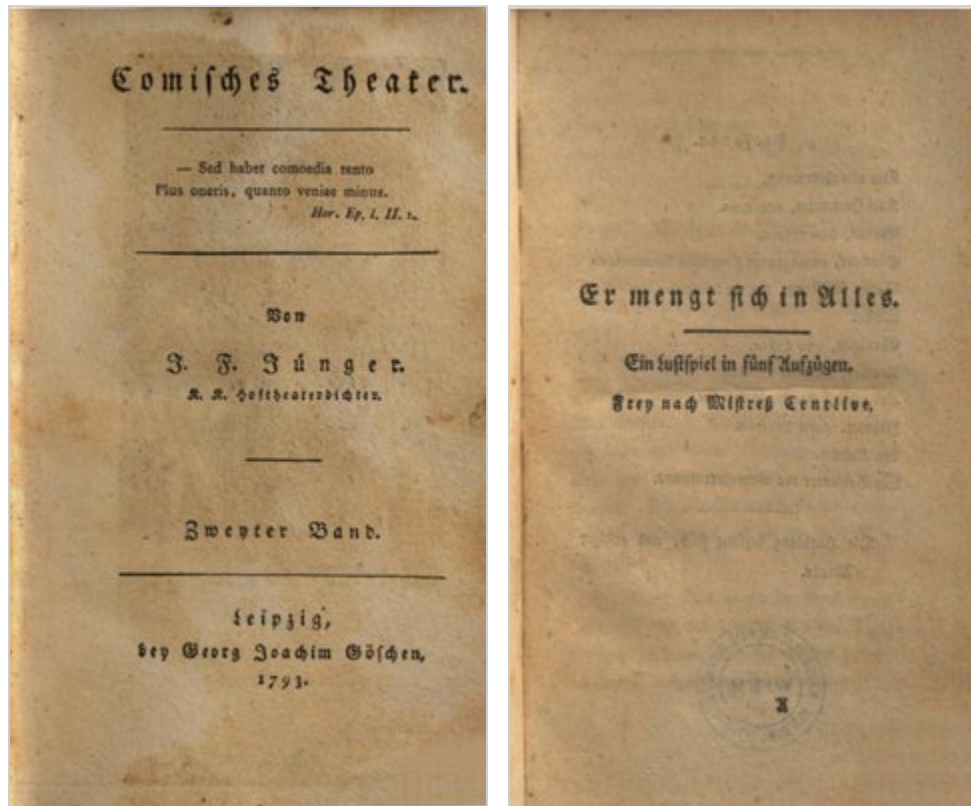 Comisches Theater.
— Sed habet comoedia tanto
Plus oneris, quanto veniae minus.
Hor. Ep. l. II. 1.
Von
J. F. Jünger.
K. K. Hoftheaterdichter.
Zweyter Band.
Leipzig,
bey Georg Joachim Göschen,
1793.
Er mengt sich in Alles.
Ein Lustspiel in fünf Aufzügen.
Frey nach Mistreß Centlive.